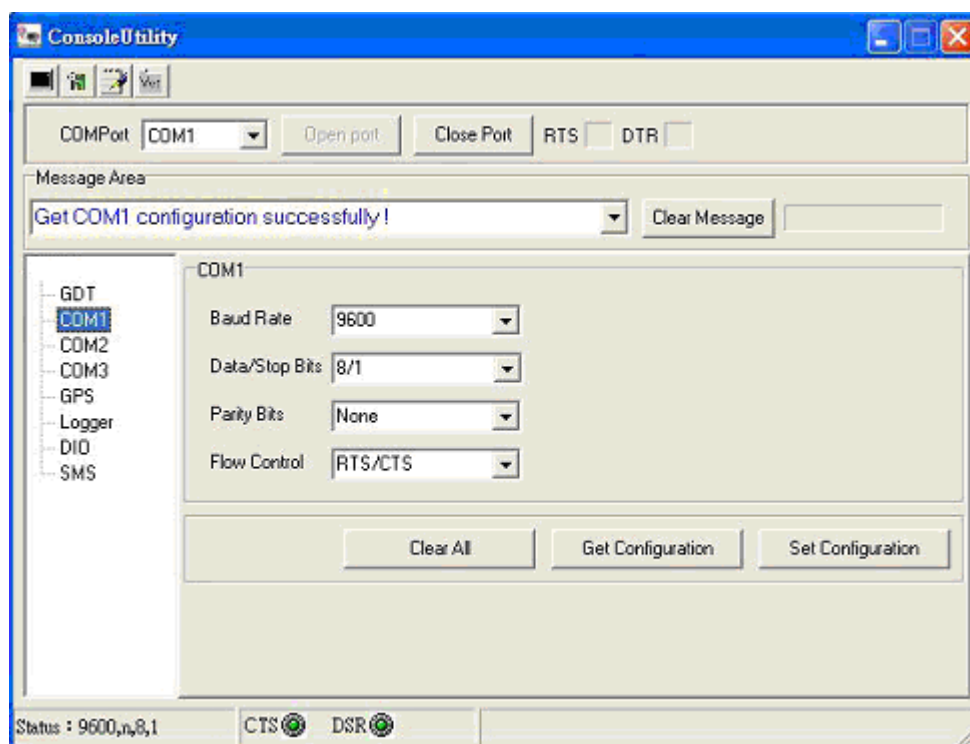 ConsoleUtility
Ver
COMPort COM1 Open port Close Port RTS DTR
Message Area
Get COM1 configuration successfully ! Clear Message
GDT
COM1
COM2
COM3
GPS
Logger
DIO
SMS
COM1
Baud Rate 9600
Data/Stop Bits 8/1
Parity Bits None
Flow Control RTS/CTS
Clear All Get Configuration Set Configuration
Status : 9600,n,8,1 CTS DSR